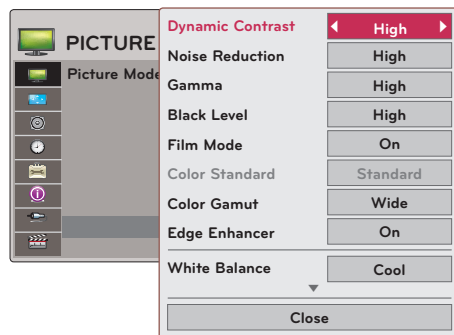 PICTURE
Picture Mode
Dynamic Contrast High
Noise Reduction High
Gamma High
Black Level High
Film Mode On
Color Standard Standard
Color Gamut Wide
Edge Enhancer On
White Balance Cool
Close